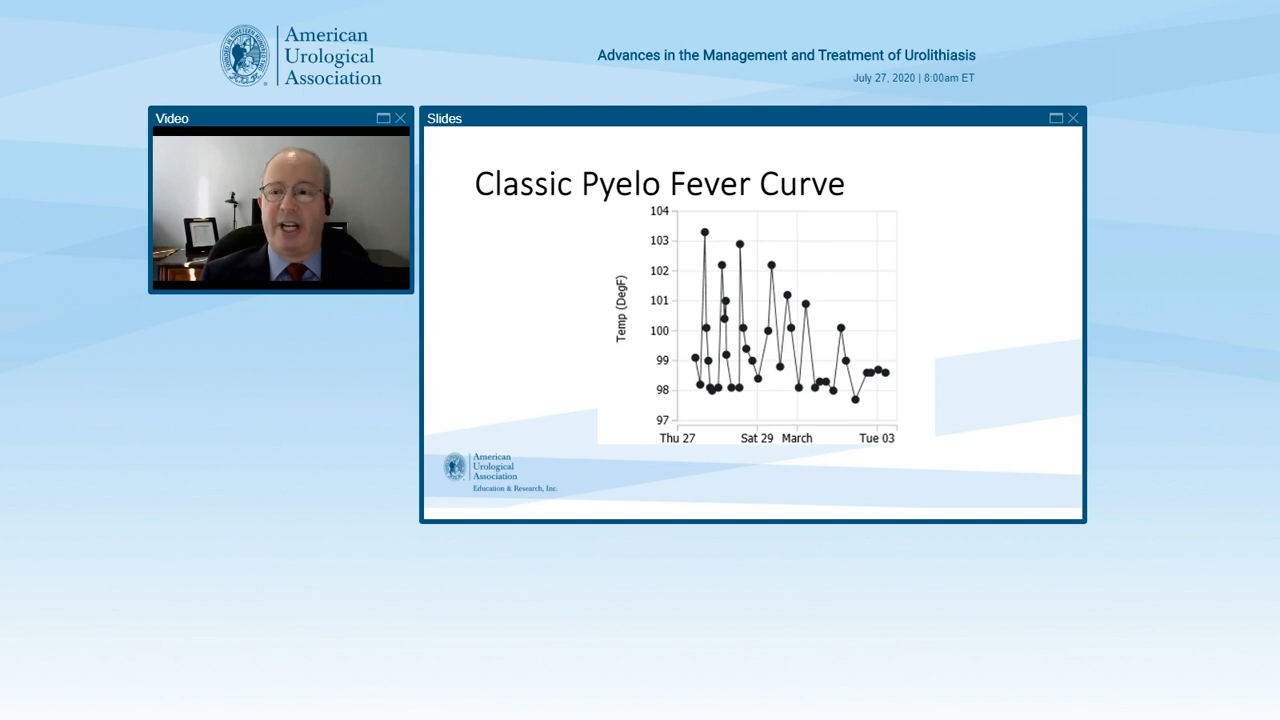 American
Urological
Association
Advances in the Management and Treatment of Urolithiasis
July 27, 2020 | 8:00am ET
Video
Slides
Classic Pyelo Fever Curve
104
103
102
101
100
99
98
97
Temp (DegF)
Thu 27
Sat 29
March
Tue 03
American
Urological
Association
Education & Research, Inc.